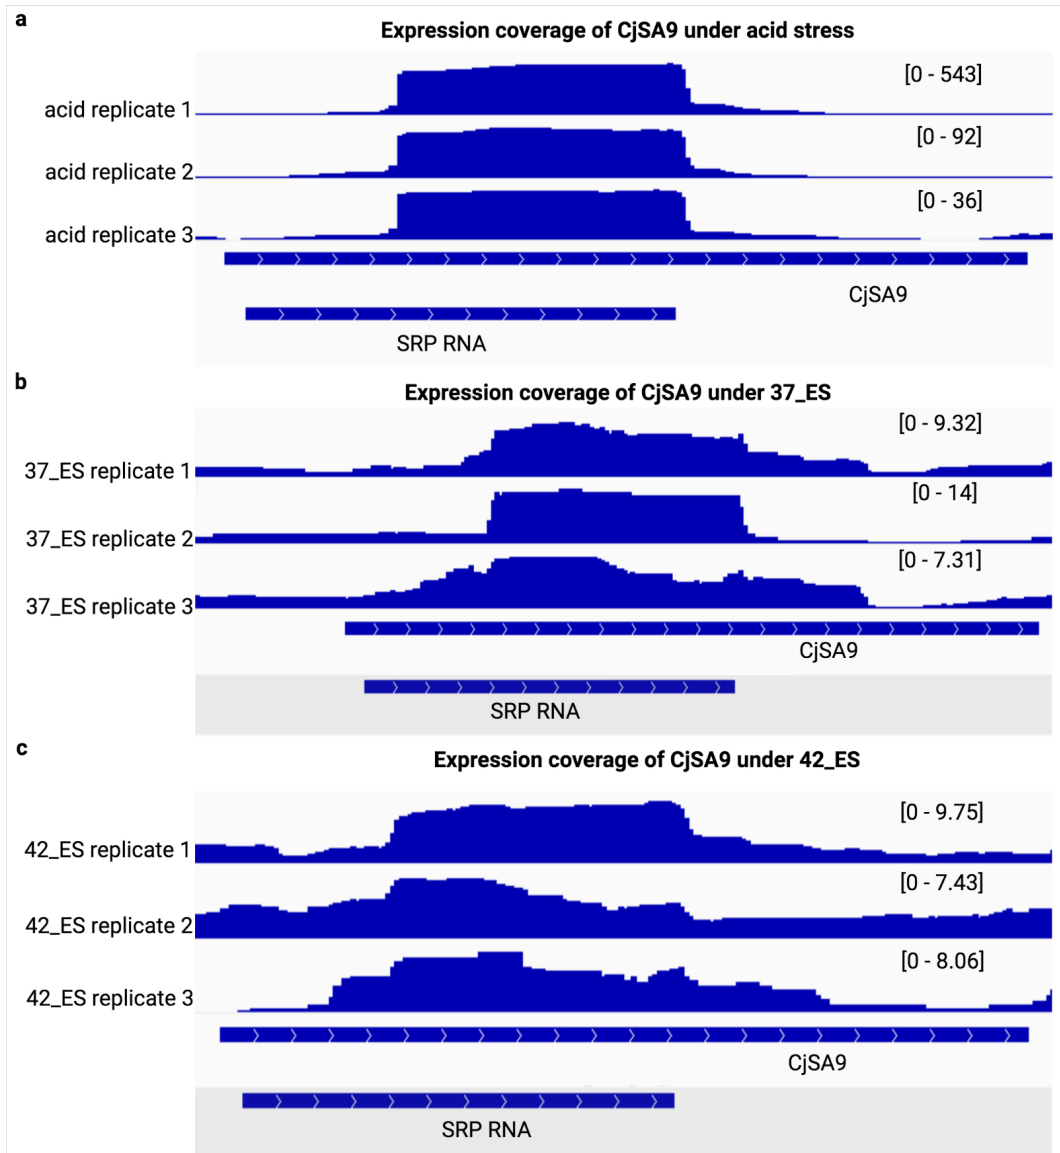 a
Expression coverage of CjSA9 under acid stress
[0 - 543]
acid replicate 1
[0 - 92]
acid replicate 2
[0 - 36]
acid replicate 3
CjSA9
SRP RNA
b
Expression coverage of CjSA9 under 37_ES
[0 - 9.32]
37_ES replicate 1
[0 - 14]
37_ES replicate 2
[0 - 7.31]
37_ES replicate 3
CjSA9
SRP RNA
c
Expression coverage of CjSA9 under 42_ES
[0 - 9.75]
42_ES replicate 1
[0 - 7.43]
42_ES replicate 2
[0 - 8.06]
42_ES replicate 3
CjSA9
SRP RNA